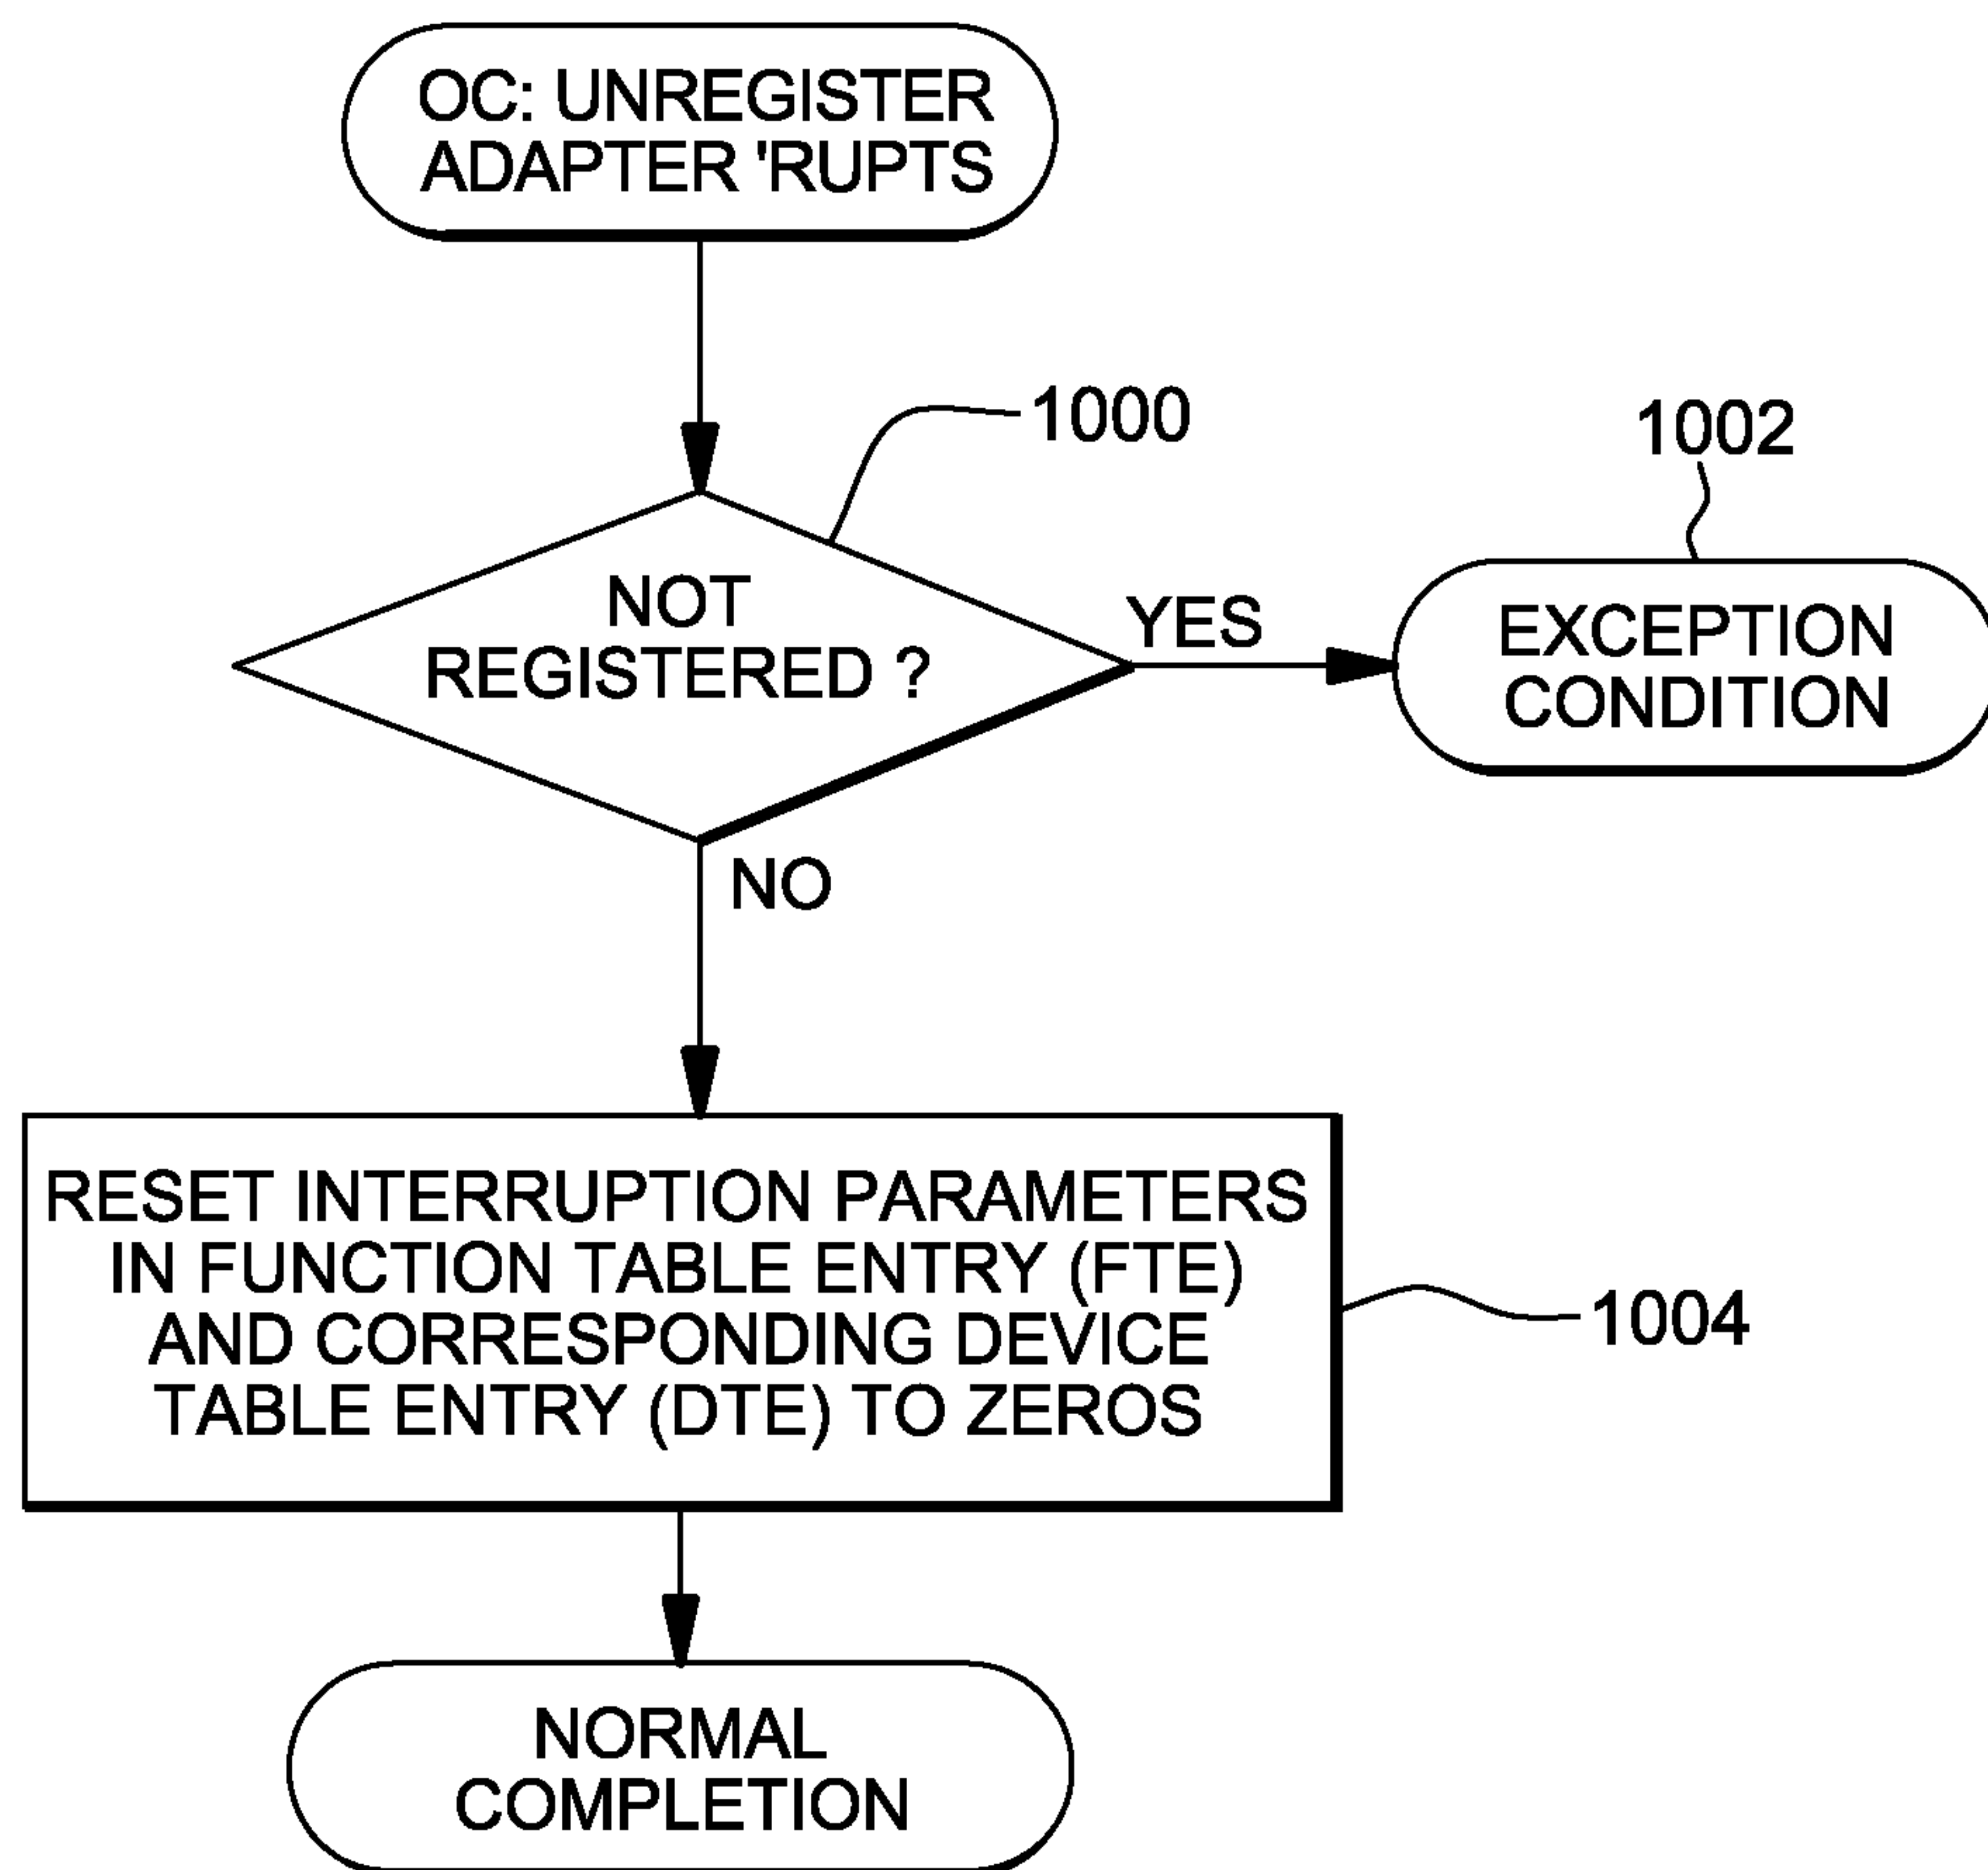 OC: UNREGISTER
ADAPTER 'RUPTS
1000
1002
NOT
REGISTERED ?
YES
EXCEPTION
CONDITION
NO
RESET INTERRUPTION PARAMETERS
IN FUNCTION TABLE ENTRY (FTE)
AND CORRESPONDING DEVICE
TABLE ENTRY (DTE) TO ZEROS
1004
NORMAL
COMPLETION